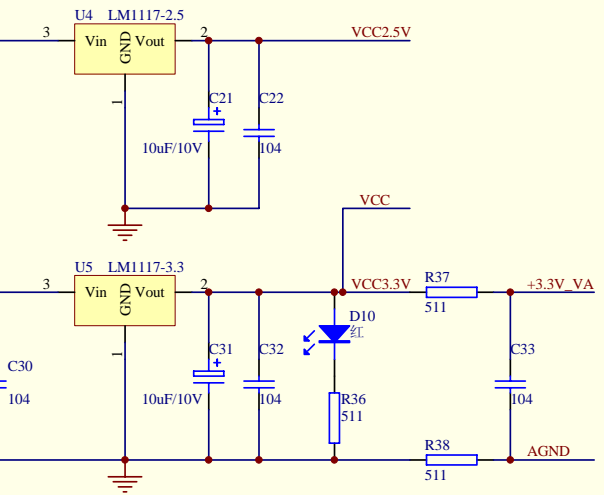 U4 LM1117-2.5
3 Vin GND Vout 2 VCC2.5V
1
C21 C22
+
10uF/10V 104
VCC
U5 LM1117-3.3
3 Vin GND Vout 2 VCC3.3V R37 +3.3V_VA
511
D10
红
1
C30 C31 C32 C33
+
104 10uF/10V 104 R36 104
511
R38 AGND
511